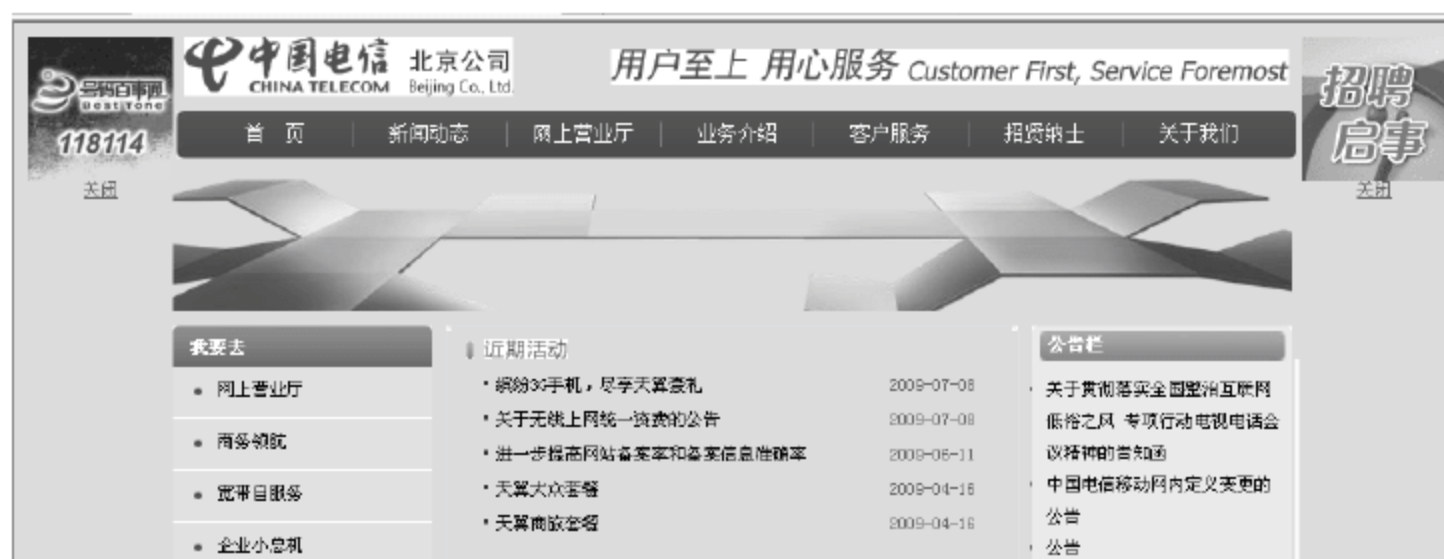 号码百事通
Best Tone
118114
关闭
中国电信
CHINA TELECOM
北京公司
Beijing Co., Ltd.
用户至上 用心服务 Customer First, Service Foremost
招聘
启事
关闭
首 页
新闻动态
网上营业厅
业务介绍
客户服务
招贤纳士
关于我们
我要去
网上营业厅
商务领航
宽带自服务
企业小总机
近期活动
缤纷3G手机，尽享天翼豪礼 2009-07-08
关于无线上网统一资费的公告 2009-07-08
进一步提高网站备案率和备案信息准确率 2009-06-11
天翼大众套餐 2009-04-16
天翼商旅套餐 2009-04-16
公告栏
关于贯彻落实全国整治互联网
低俗之风 专项行动电视电话会
议精神的告知函
中国电信移动网内定义变更的
公告
公告